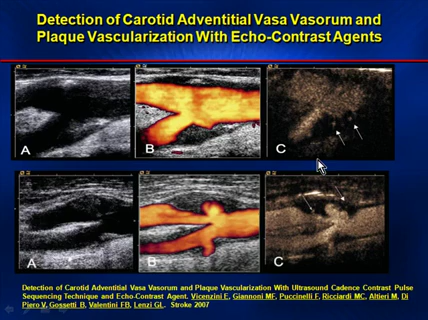 Detection of Carotid Adventitial Vasa Vasorum and
Plaque Vascularization With Echo-Contrast Agents
A
B
C
A
B
C
Detection of Carotid Adventitial Vasa Vasorum and Plaque Vascularization With Ultrasound Cadence Contrast Pulse
Sequencing Technique and Echo-Contrast Agent. Vicenzini E, Giannoni MF, Puccinelli F, Ricciardi MC, Altieri M, Di
Piero V, Gossetti B, Valentini FB, Lenzi GL. Stroke 2007